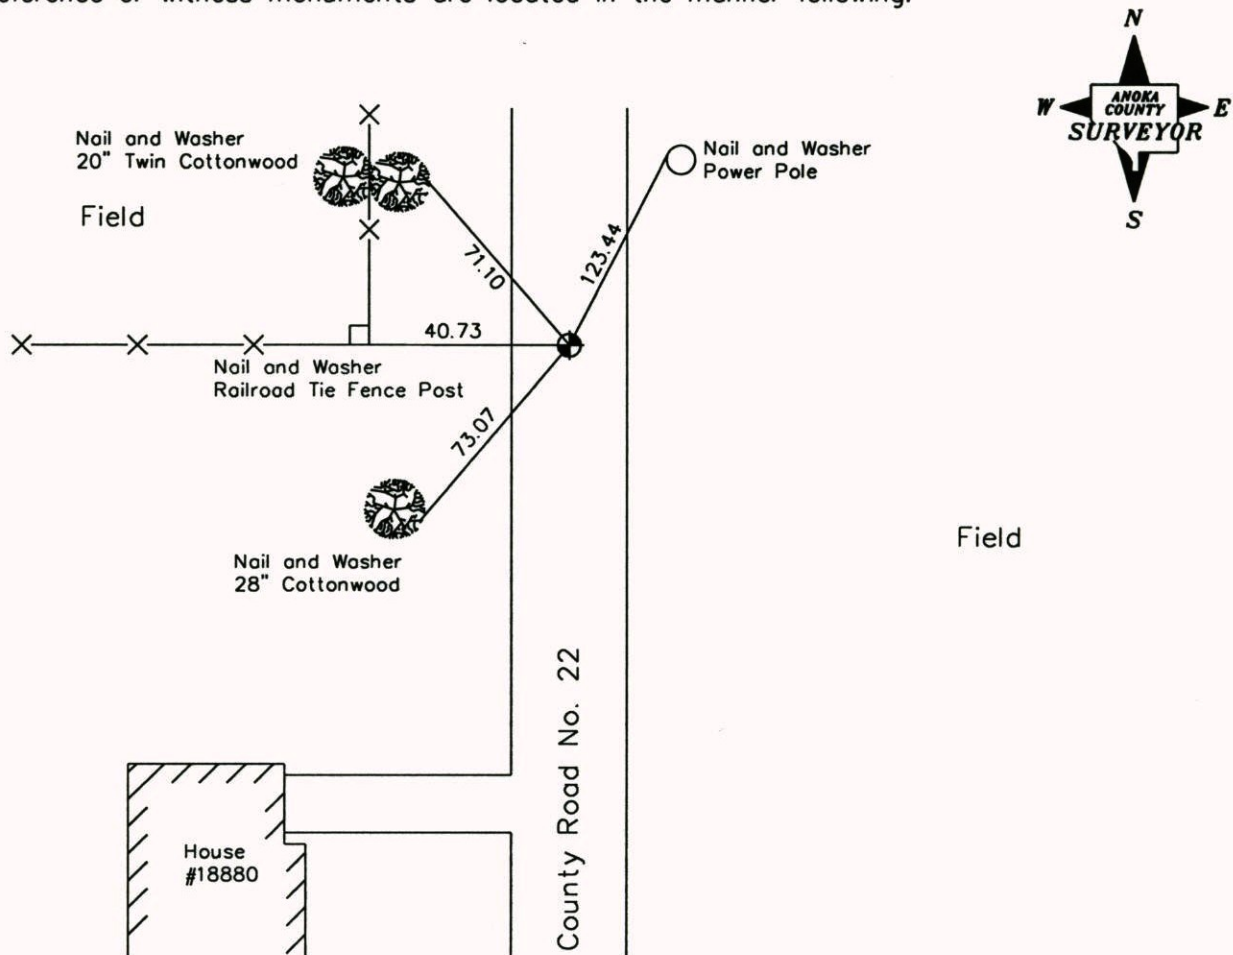 reference or witness monuments are located in the manner following:
N
W
ANOKA
COUNTY
E
SURVEYOR
S
Nail and Washer
20" Twin Cottonwood
Nail and Washer
Power Pole
Field
71.10
123.44
40.73
Nail and Washer
Railroad Tie Fence Post
73.07
Nail and Washer
28" Cottonwood
Field
County Road No. 22
House
#18880